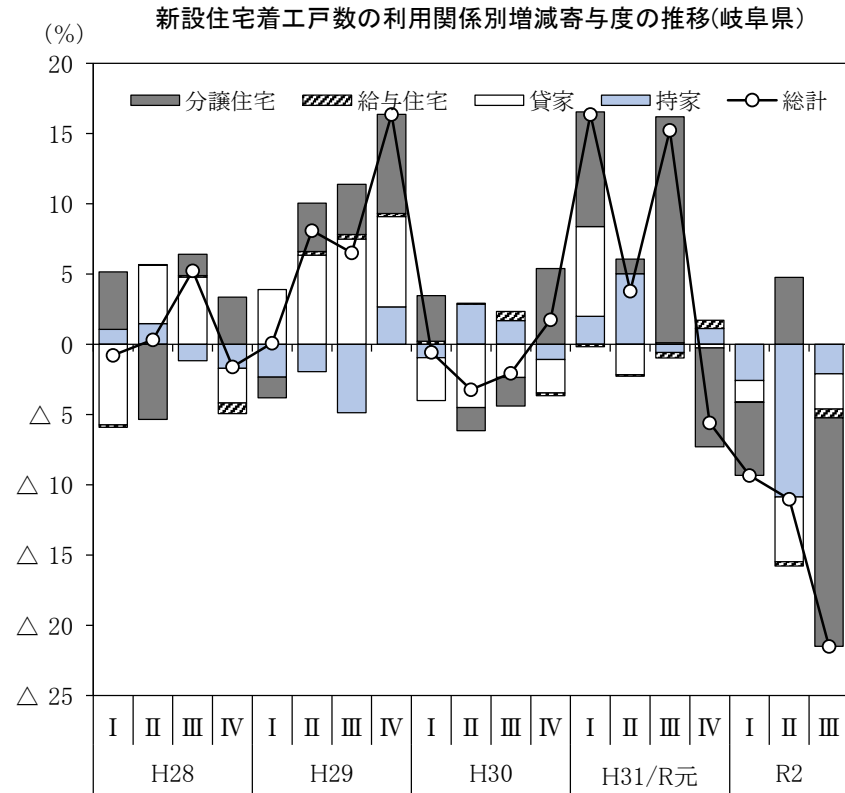 新設住宅着工戸数の利用関係別増減寄与度の推移(岐阜県)
(%)
分譲住宅 給与住宅 貸家 持家 総計
20
15
10
5
0
△ 5
△ 10
△ 15
△ 20
△ 25
Ⅰ Ⅱ Ⅲ Ⅳ Ⅰ Ⅱ Ⅲ Ⅳ Ⅰ Ⅱ Ⅲ Ⅳ Ⅰ Ⅱ Ⅲ Ⅳ Ⅰ Ⅱ Ⅲ
H28 H29 H30 H31/R元 R2